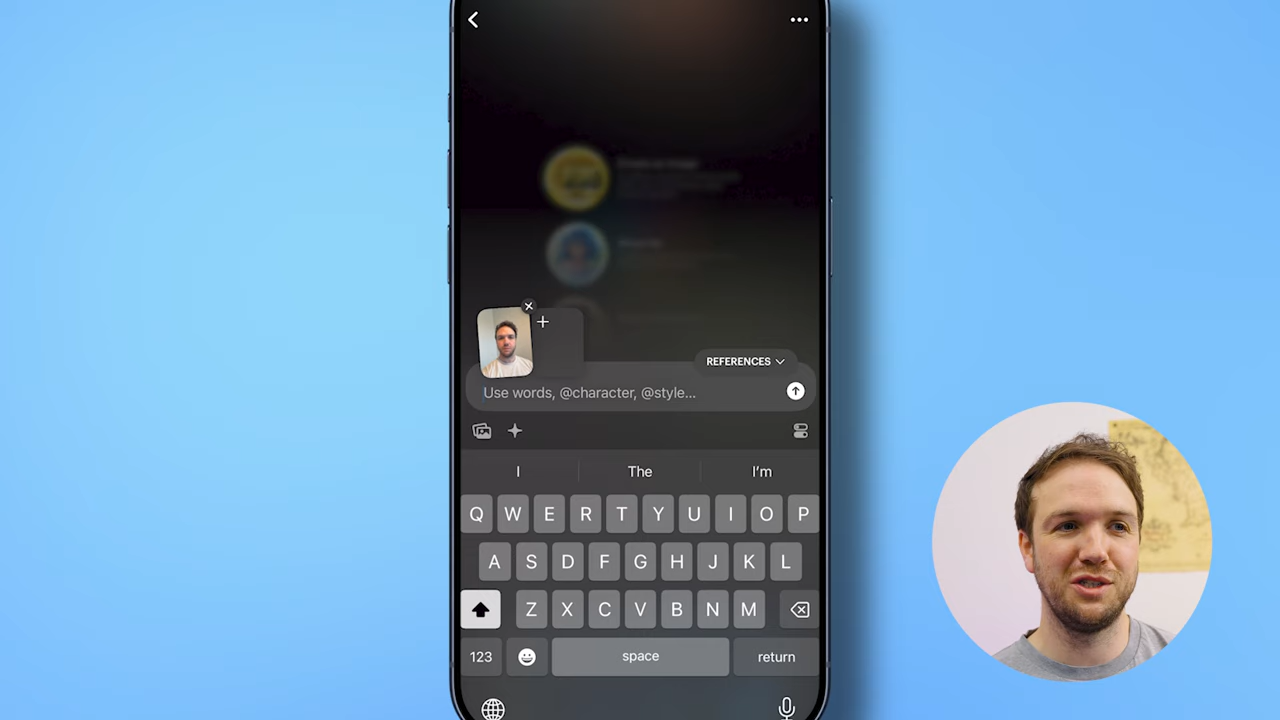 REFERENCES
Use words, @character, @style...
I The I'm
Q W E R T Y U I O P
A S D F G H J K L
Z X C V B N M
123 space return